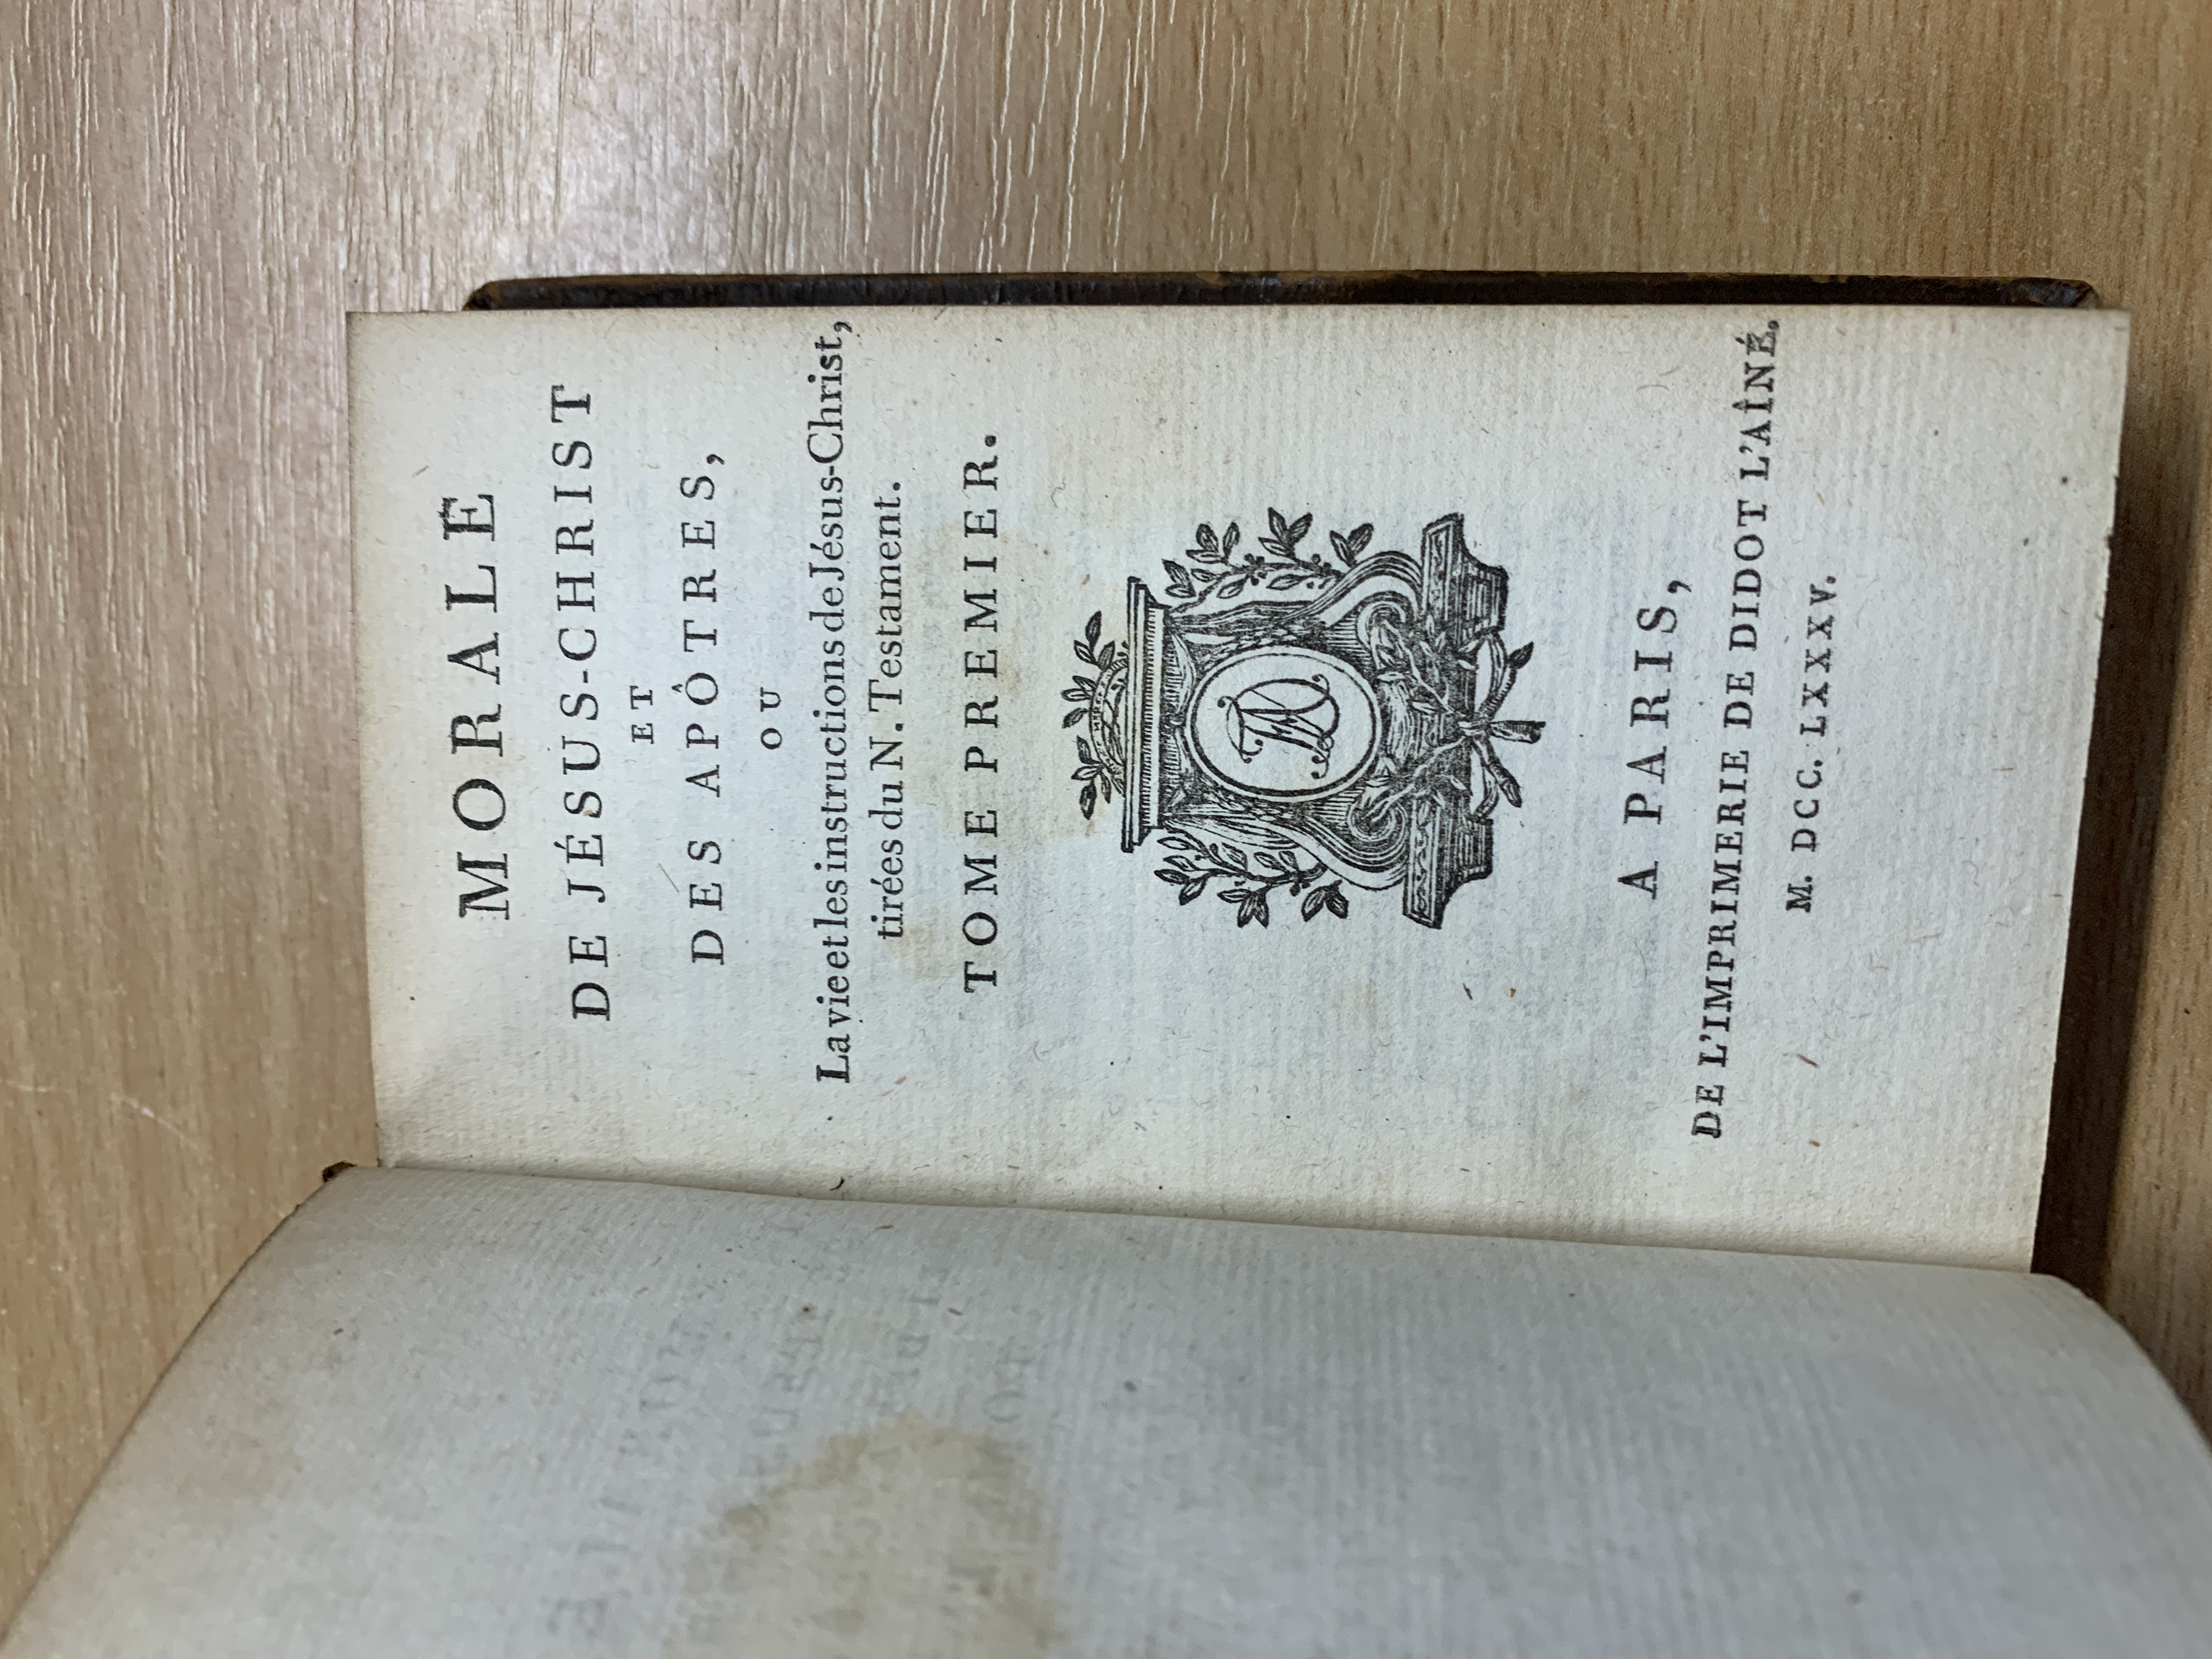 MORALE
DE JÉSUS-CHRIST
ET
DES APÔTRES,
OU
La vie et les instructions de Jésus-Christ,
tirées du N. Testament.
TOME PREMIER.
A PARIS,
DE L'IMPRIMERIE DE DIDOT L'AÎNÉ.
M. DCC. LXXXV.